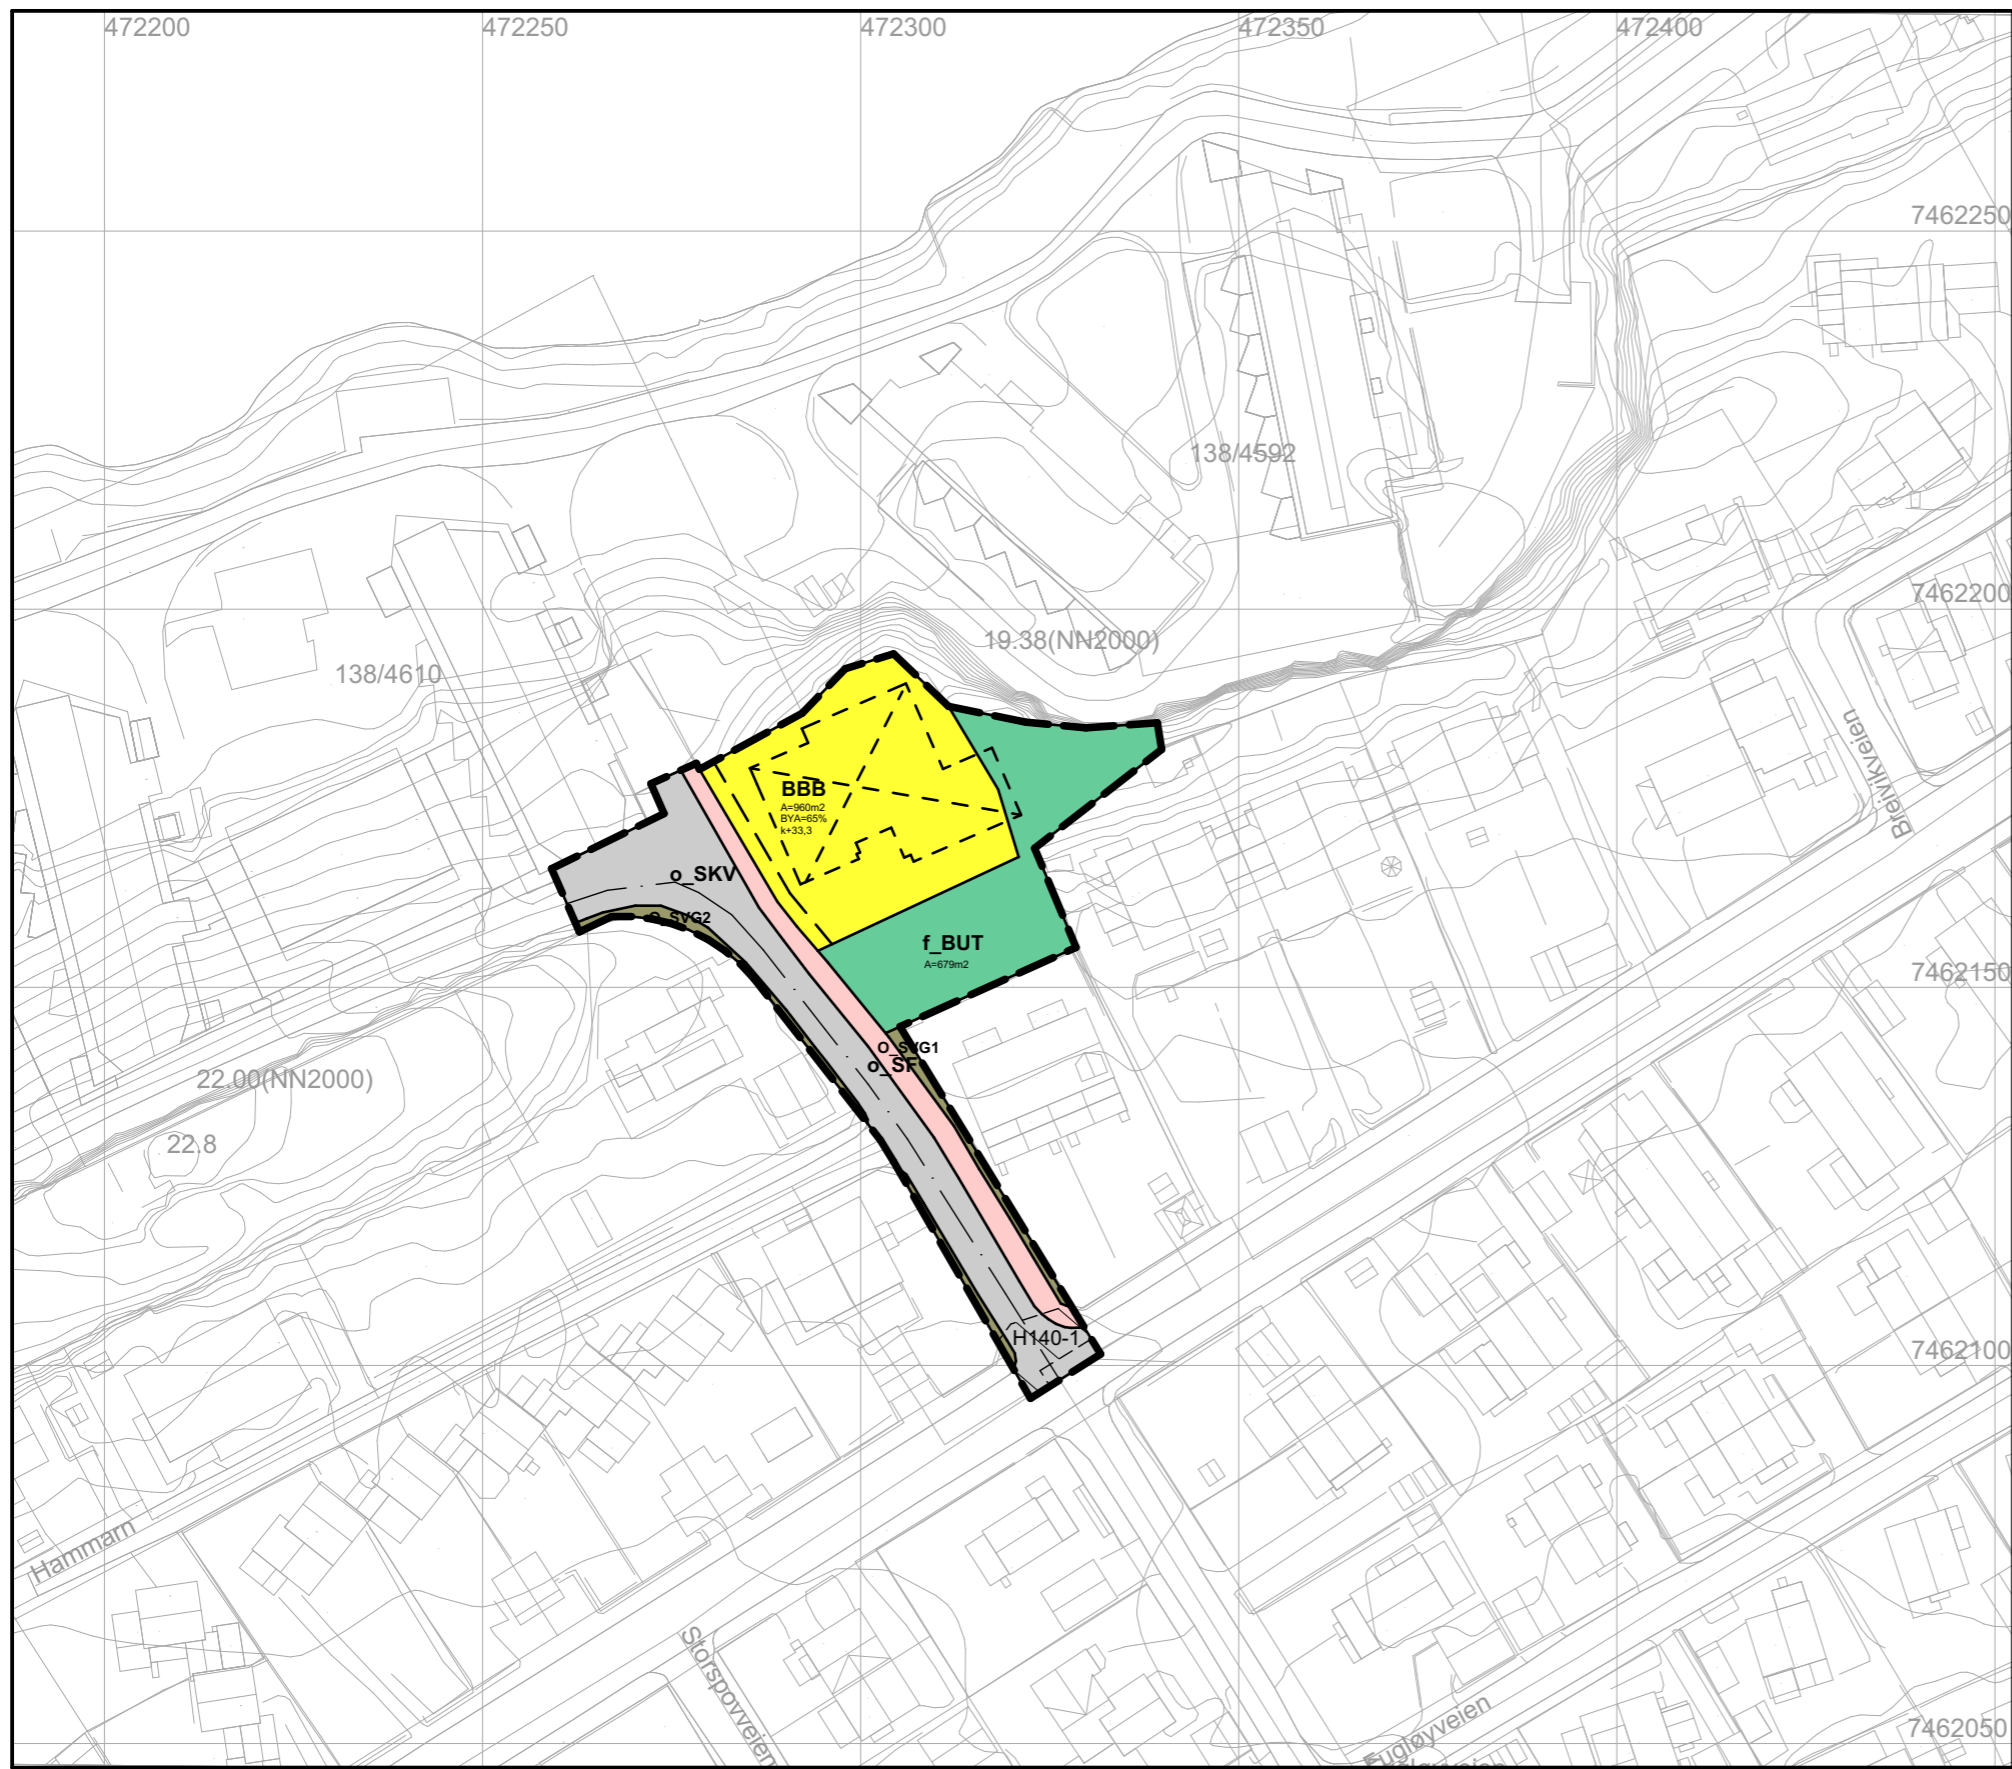 472200
472250
472300
472350
472400
7462250
138/4592
7462200
19.38(NN2000)
138/4610
Breivikveien
BBB
A=960m2
BYA=65%
k+33,3
o_SKV
O_SVG2
f_BUT
A=679m2
7462150
O_SVG1
o_SF
22.00(NN2000)
22.8
H140-1
7462100
Hammarn
Storspovveien
Fugløyveien
Fugløyveien
7462050